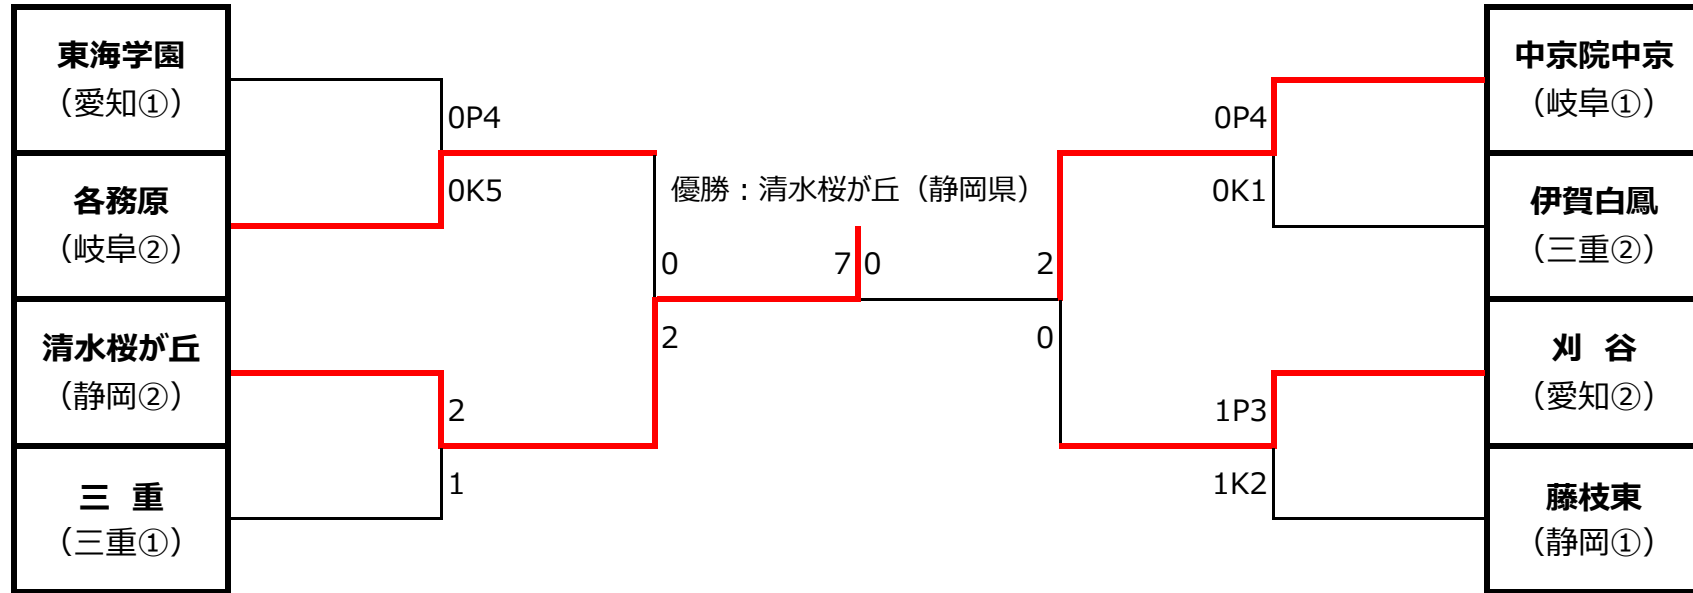 東海学園
（愛知①）
各務原
（岐阜②）
清水桜が丘
（静岡②）
三 重
（三重①）
0P4
0K5
2
1
0
2
優勝：清水桜が丘（静岡県）
7
0
2
0
0P4
0K1
1P3
1K2
中京院中京
（岐阜①）
伊賀白鳳
（三重②）
刈 谷
（愛知②）
藤枝東
（静岡①）